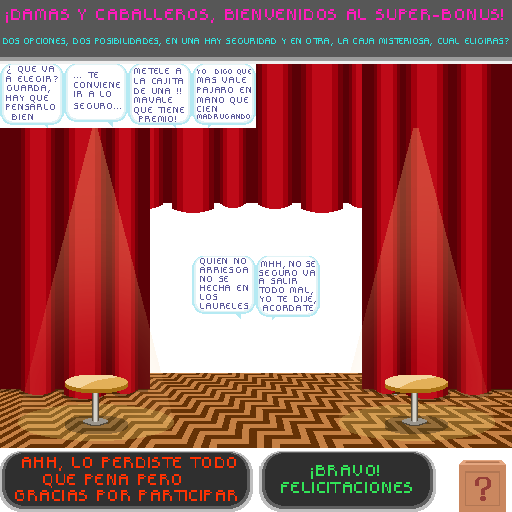 ¡DAMAS Y CABALLEROS, BIENVENIDOS AL SUPER-BONUS!
DOS OPCIONES, DOS POSIBILIDADES, EN UNA HAY SEGURIDAD Y EN OTRA, LA CAJA MISTERIOSA, CUAL ELIGIRAS?
¿ QUE VA
A ELEGIR?
GUARDA,
HAY QUE
PENSARLO
BIEN
... TE
CONVIENE
IR A LO
SEGURO...
METELE A
LA CAJITA
DE UNA !!
MAVALE
QUE TIENE
PREMIO!
YO DIGO QUE
MAS VALE
PAJARO EN
MANO QUE
CIEN
MADRUGANDO
QUIEN NO
ARRIESGA
NO SE
HECHA EN
LOS
LAURELES
MHH, NO SE
SEGURO VA
A SALIR
TODO MAL,
YO TE DIJE,
ACORDATE
AHH, LO PERDISTE TODO
QUE PENA PERO
GRACIAS POR PARTICIPAR
¡BRAVO!
FELICITACIONES
?